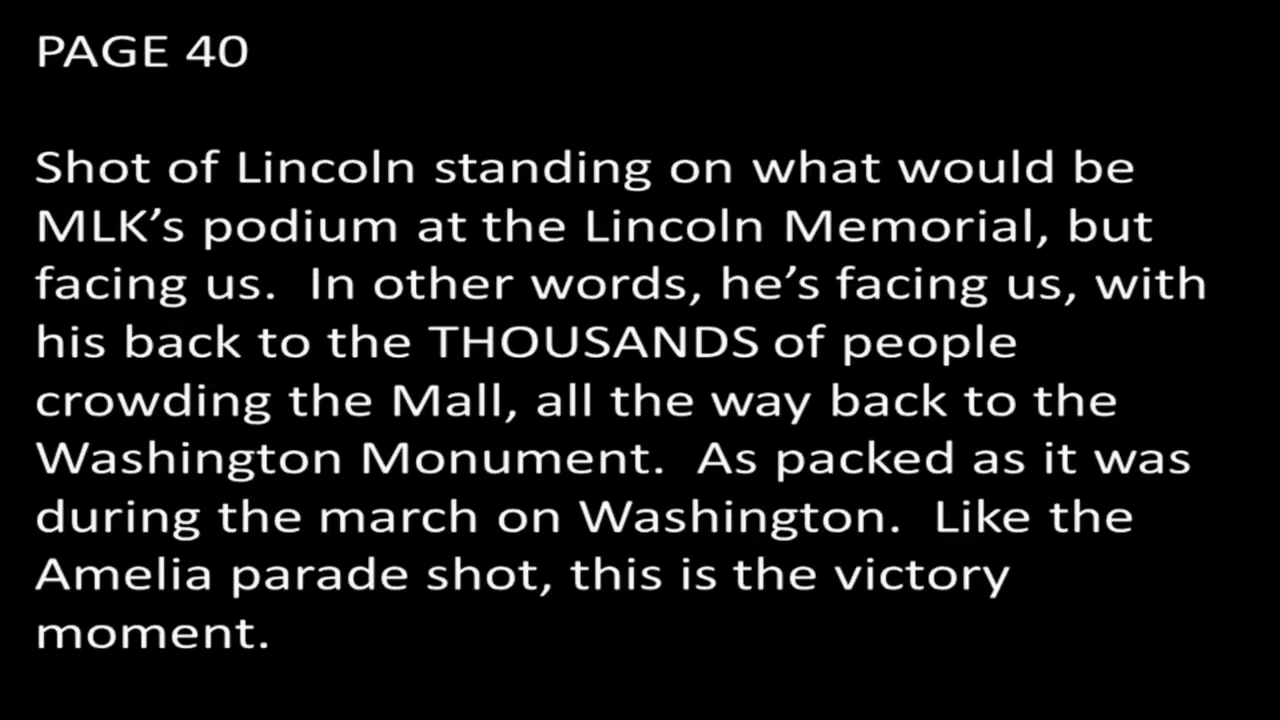 PAGE 40
Shot of Lincoln standing on what would be
MLK’s podium at the Lincoln Memorial, but
facing us.  In other words, he’s facing us, with
his back to the THOUSANDS of people
crowding the Mall, all the way back to the
Washington Monument.  As packed as it was
during the march on Washington.  Like the
Amelia parade shot, this is the victory
moment.